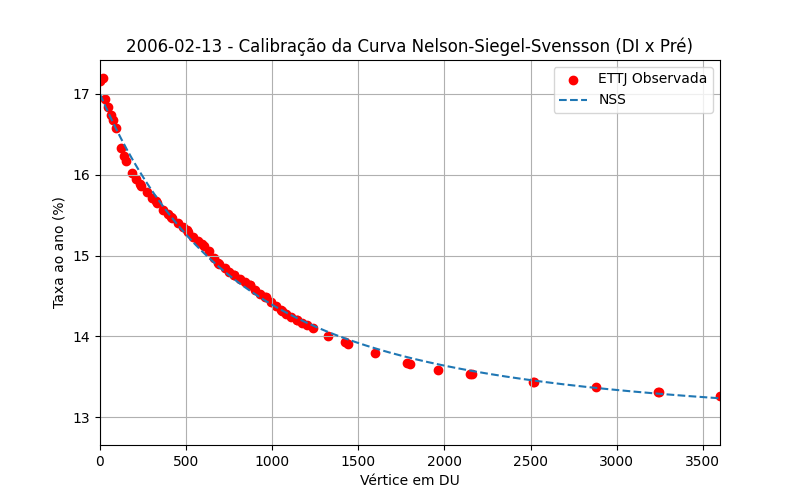 2006-02-13 - Calibração da Curva Nelson-Siegel-Svensson (DI x Pré)
ETTJ Observada
NSS
Taxa ao ano (%)
17
16
15
14
13
0 500 1000 1500 2000 2500 3000 3500
Vértice em DU